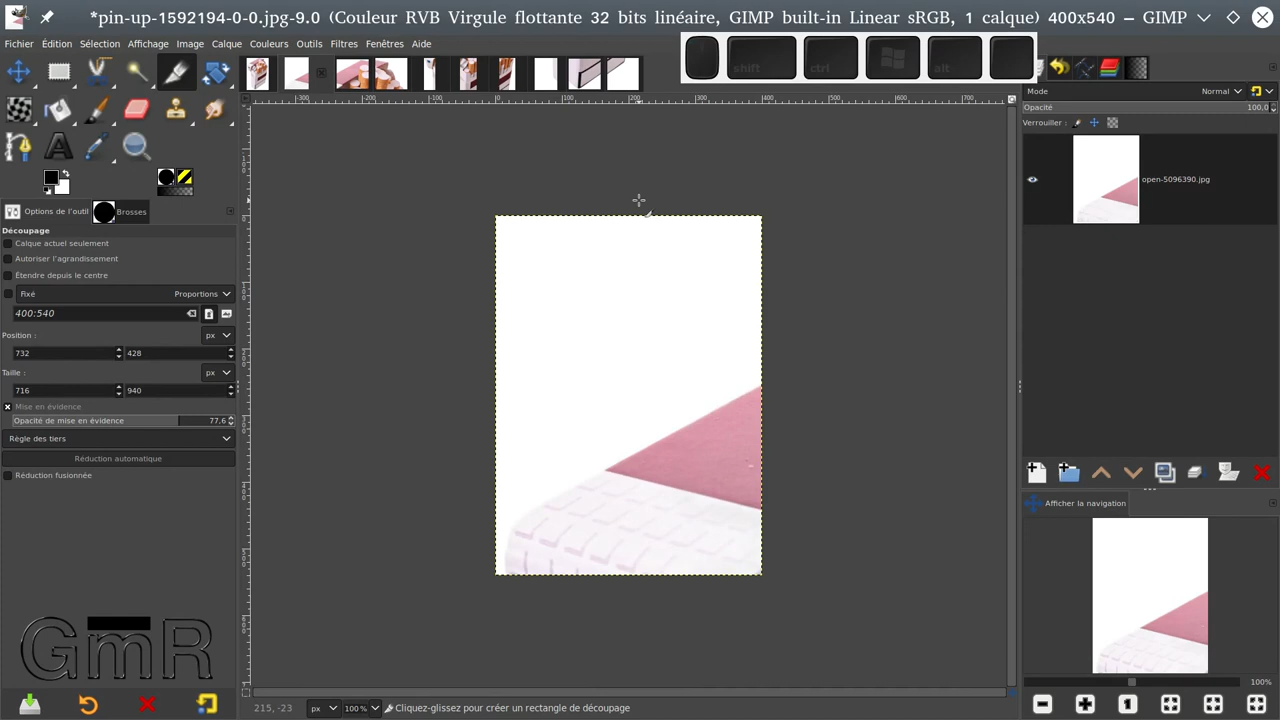 *pin-up-1592194-0-0.jpg-9.0 (Couleur RVB Virgule flottante 32 bits linéaire, GIMP built-in Linear sRGB, 1 calque) 400x540 – GIMP
Fichier Édition Sélection Affichage Image Calque Couleurs Outils Filtres Fenêtres Aide
shift ctrl alt
Mode Normal
Opacité 100,0
Verrouiller :
open-5096390.jpg
Options de l'outil Brosses
Découpage
Calque actuel seulement
Autoriser l'agrandissement
Étendre depuis le centre
Fixé Proportions
400:540
Position : px
732 428
Taille : px
716 940
Mise en évidence
Opacité de mise en évidence 77,6
Règle des tiers
Réduction automatique
Réduction fusionnée
Afficher la navigation
GmR
100%
215, -23 px 100% Cliquez-glissez pour créer un rectangle de découpage